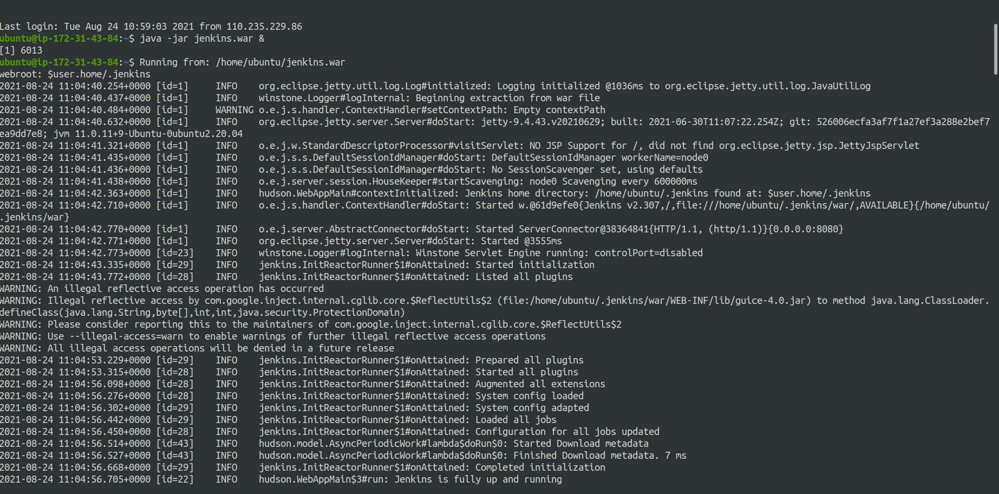 Last login: Tue Aug 24 10:59:03 2021 from 110.235.229.86
ubuntu@ip-172-31-43-84:~$ java -jar jenkins.war &
[1] 6013
ubuntu@ip-172-31-43-84:~$ Running from: /home/ubuntu/jenkins.war
webroot: $user.home/.jenkins
2021-08-24 11:04:40.254+0000 [id=1]     INFO    org.eclipse.jetty.util.log.Log#initialized: Logging initialized @1036ms to org.eclipse.jetty.util.log.JavaUtilLog
2021-08-24 11:04:40.437+0000 [id=1]     INFO    winstone.Logger#logInternal: Beginning extraction from war file
2021-08-24 11:04:40.484+0000 [id=1]     WARNING o.e.j.s.handler.ContextHandler#setContextPath: Empty contextPath
2021-08-24 11:04:40.632+0000 [id=1]     INFO    org.eclipse.jetty.server.Server#doStart: jetty-9.4.43.v20210629; built: 2021-06-30T11:07:22.254Z; git: 526006ecfa3af7f1a27ef3a288e2bef7
ea9dd7e8; jvm 11.0.11+9-Ubuntu-0ubuntu2.20.04
2021-08-24 11:04:41.321+0000 [id=1]     INFO    o.e.j.w.StandardDescriptorProcessor#visitServlet: NO JSP Support for /, did not find org.eclipse.jetty.jsp.JettyJspServlet
2021-08-24 11:04:41.435+0000 [id=1]     INFO    o.e.j.s.s.DefaultSessionIdManager#doStart: DefaultSessionIdManager workerName=node0
2021-08-24 11:04:41.436+0000 [id=1]     INFO    o.e.j.s.s.DefaultSessionIdManager#doStart: No SessionScavenger set, using defaults
2021-08-24 11:04:41.438+0000 [id=1]     INFO    o.e.j.server.session.HouseKeeper#startScavenging: node0 Scavenging every 600000ms
2021-08-24 11:04:42.363+0000 [id=1]     INFO    hudson.WebAppMain#contextInitialized: Jenkins home directory: /home/ubuntu/.jenkins found at: $user.home/.jenkins
2021-08-24 11:04:42.710+0000 [id=1]     INFO    o.e.j.s.handler.ContextHandler#doStart: Started w.@61d9efe0{Jenkins v2.307,/,file:///home/ubuntu/.jenkins/war/,AVAILABLE}{/home/ubuntu/
.jenkins/war}
2021-08-24 11:04:42.770+0000 [id=1]     INFO    o.e.j.server.AbstractConnector#doStart: Started ServerConnector@38364841{HTTP/1.1, (http/1.1)}{0.0.0.0:8080}
2021-08-24 11:04:42.771+0000 [id=1]     INFO    org.eclipse.jetty.server.Server#doStart: Started @3555ms
2021-08-24 11:04:42.773+0000 [id=23]    INFO    winstone.Logger#logInternal: Winstone Servlet Engine running: controlPort=disabled
2021-08-24 11:04:43.335+0000 [id=29]    INFO    jenkins.InitReactorRunner$1#onAttained: Started initialization
2021-08-24 11:04:43.772+0000 [id=28]    INFO    jenkins.InitReactorRunner$1#onAttained: Listed all plugins
WARNING: An illegal reflective access operation has occurred
WARNING: Illegal reflective access by com.google.inject.internal.cglib.core.$ReflectUtils$2 (file:/home/ubuntu/.jenkins/war/WEB-INF/lib/guice-4.0.jar) to method java.lang.ClassLoader.
defineClass(java.lang.String,byte[],int,int,java.security.ProtectionDomain)
WARNING: Please consider reporting this to the maintainers of com.google.inject.internal.cglib.core.$ReflectUtils$2
WARNING: Use --illegal-access=warn to enable warnings of further illegal reflective access operations
WARNING: All illegal access operations will be denied in a future release
2021-08-24 11:04:53.229+0000 [id=29]    INFO    jenkins.InitReactorRunner$1#onAttained: Prepared all plugins
2021-08-24 11:04:53.315+0000 [id=28]    INFO    jenkins.InitReactorRunner$1#onAttained: Started all plugins
2021-08-24 11:04:56.098+0000 [id=28]    INFO    jenkins.InitReactorRunner$1#onAttained: Augmented all extensions
2021-08-24 11:04:56.276+0000 [id=28]    INFO    jenkins.InitReactorRunner$1#onAttained: System config loaded
2021-08-24 11:04:56.302+0000 [id=29]    INFO    jenkins.InitReactorRunner$1#onAttained: System config adapted
2021-08-24 11:04:56.442+0000 [id=29]    INFO    jenkins.InitReactorRunner$1#onAttained: Loaded all jobs
2021-08-24 11:04:56.450+0000 [id=28]    INFO    jenkins.InitReactorRunner$1#onAttained: Configuration for all jobs updated
2021-08-24 11:04:56.514+0000 [id=43]    INFO    hudson.model.AsyncPeriodicWork#lambda$doRun$0: Started Download metadata
2021-08-24 11:04:56.527+0000 [id=43]    INFO    hudson.model.AsyncPeriodicWork#lambda$doRun$0: Finished Download metadata. 7 ms
2021-08-24 11:04:56.668+0000 [id=29]    INFO    jenkins.InitReactorRunner$1#onAttained: Completed initialization
2021-08-24 11:04:56.705+0000 [id=22]    INFO    hudson.WebAppMain$3#run: Jenkins is fully up and running